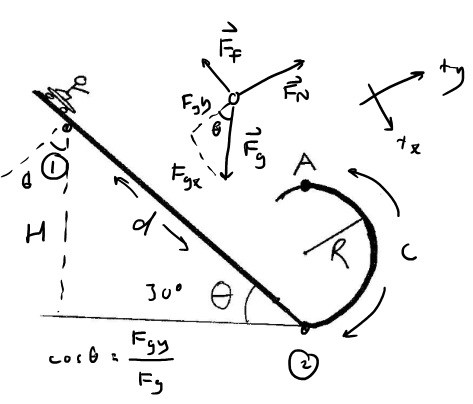 F⃗f
+y
Fgy
F⃗N
θ
F⃗g
+x
Fgx
A
①
θ
H
d
R
C
30° θ
②
cosθ = Fgy/Fg